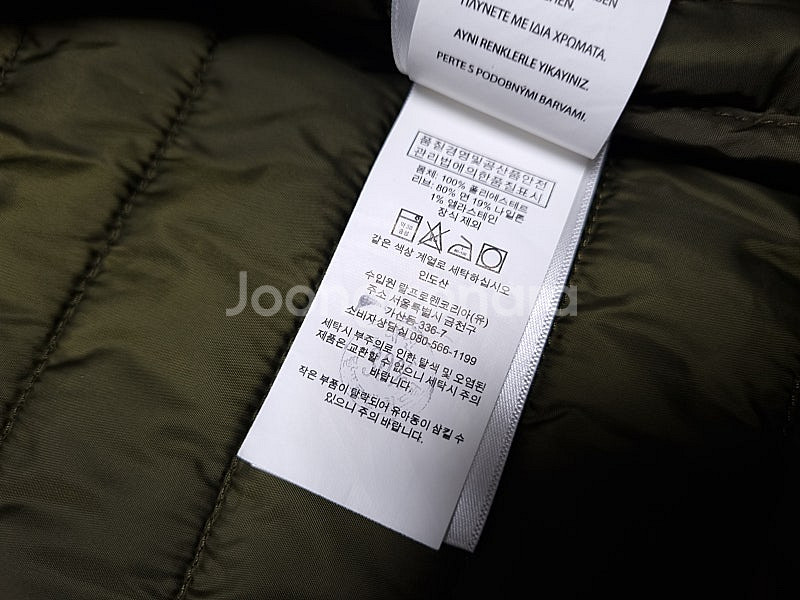 ΠΛΥΝΕΤΕ ΜΕ ΙΔΙΑ ΧΡΩΜΑΤΑ.
AYNI RENKLERLE YIKAYINIZ.
PERTE S PODOBNÝMI BARVAMI.
품질경영및공산품안전
관리법에의한품질표시
몸체: 100% 폴리에스테르
리브: 80% 면 19% 나일론
1% 엘라스테인
장식 제외
같은 색상 계열로 세탁하십시오
인도산
수입원 랄프로렌코리아(유)
주소 서울특별시 금천구
가산동 336-7
소비자상담실 080-566-1199
세탁시 부주의로 인한 탈색 및 오염된
제품은 교환할 수 없으니 세탁시 주의
바랍니다.
작은 부품이 탈락되어 유아동이 삼킬 수
있으니 주의 바랍니다.